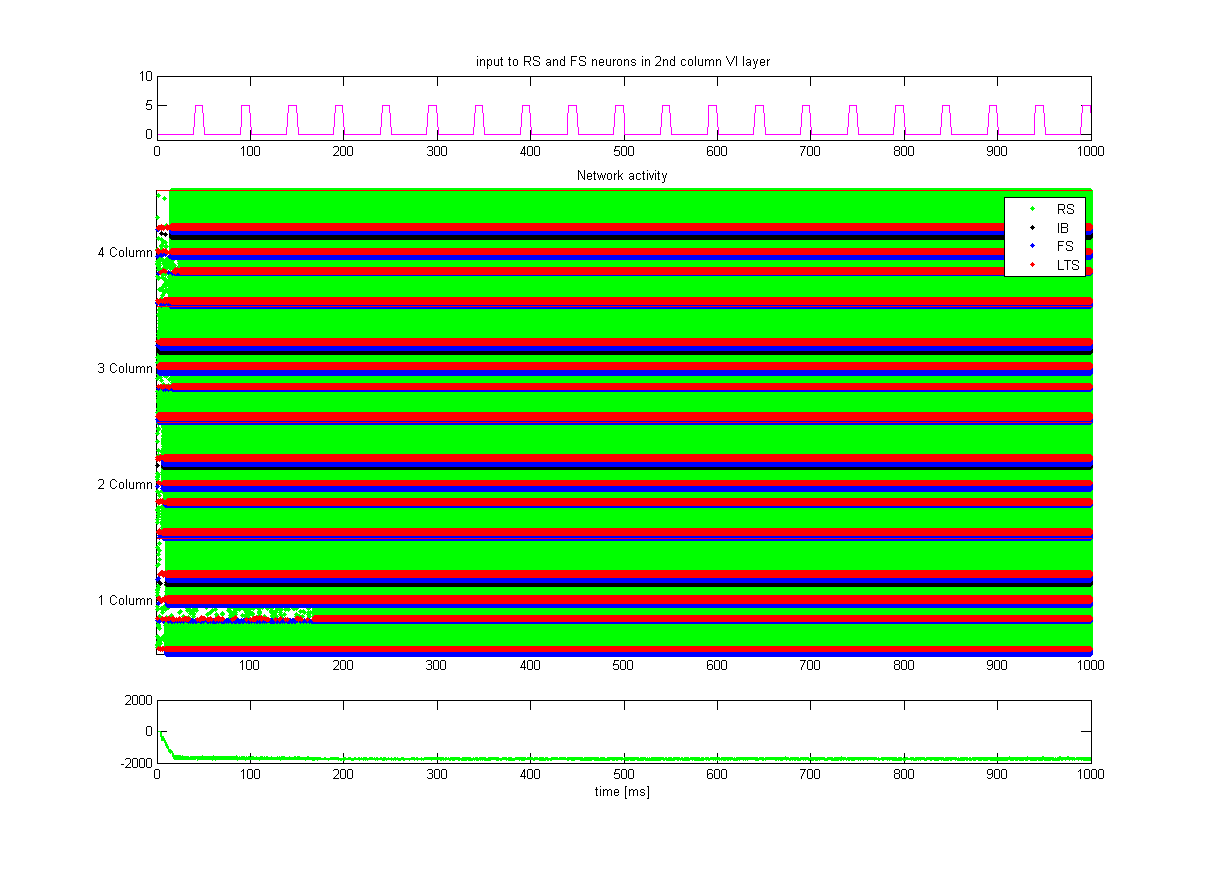 input to RS and FS neurons in 2nd column VI layer
10
5
0
0 100 200 300 400 500 600 700 800 900 1000
Network activity
RS
IB
FS
LTS
4 Column
3 Column
2 Column
1 Column
100 200 300 400 500 600 700 800 900 1000
2000
0
-2000
0 100 200 300 400 500 600 700 800 900 1000
time [ms]